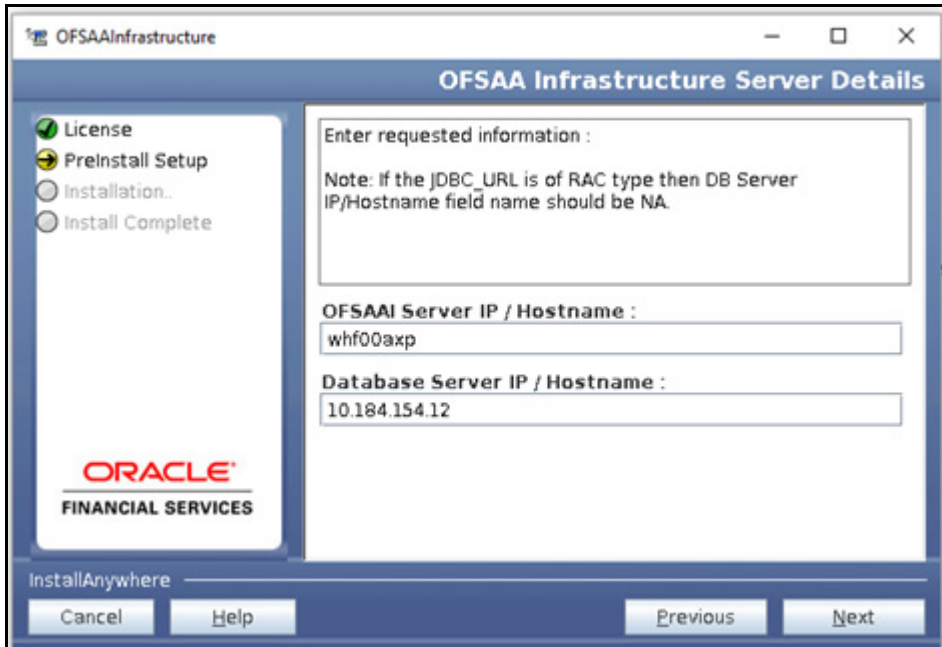 OFSAAInfrastructure
OFSAA Infrastructure Server Details
License
PreInstall Setup
Installation..
Install Complete
ORACLE
FINANCIAL SERVICES
Enter requested information :
Note: If the JDBC_URL is of RAC type then DB Server
IP/Hostname field name should be NA.
OFSAAI Server IP / Hostname :
whf00axp
Database Server IP / Hostname :
10.184.154.12
InstallAnywhere
Cancel
Help
Previous
Next